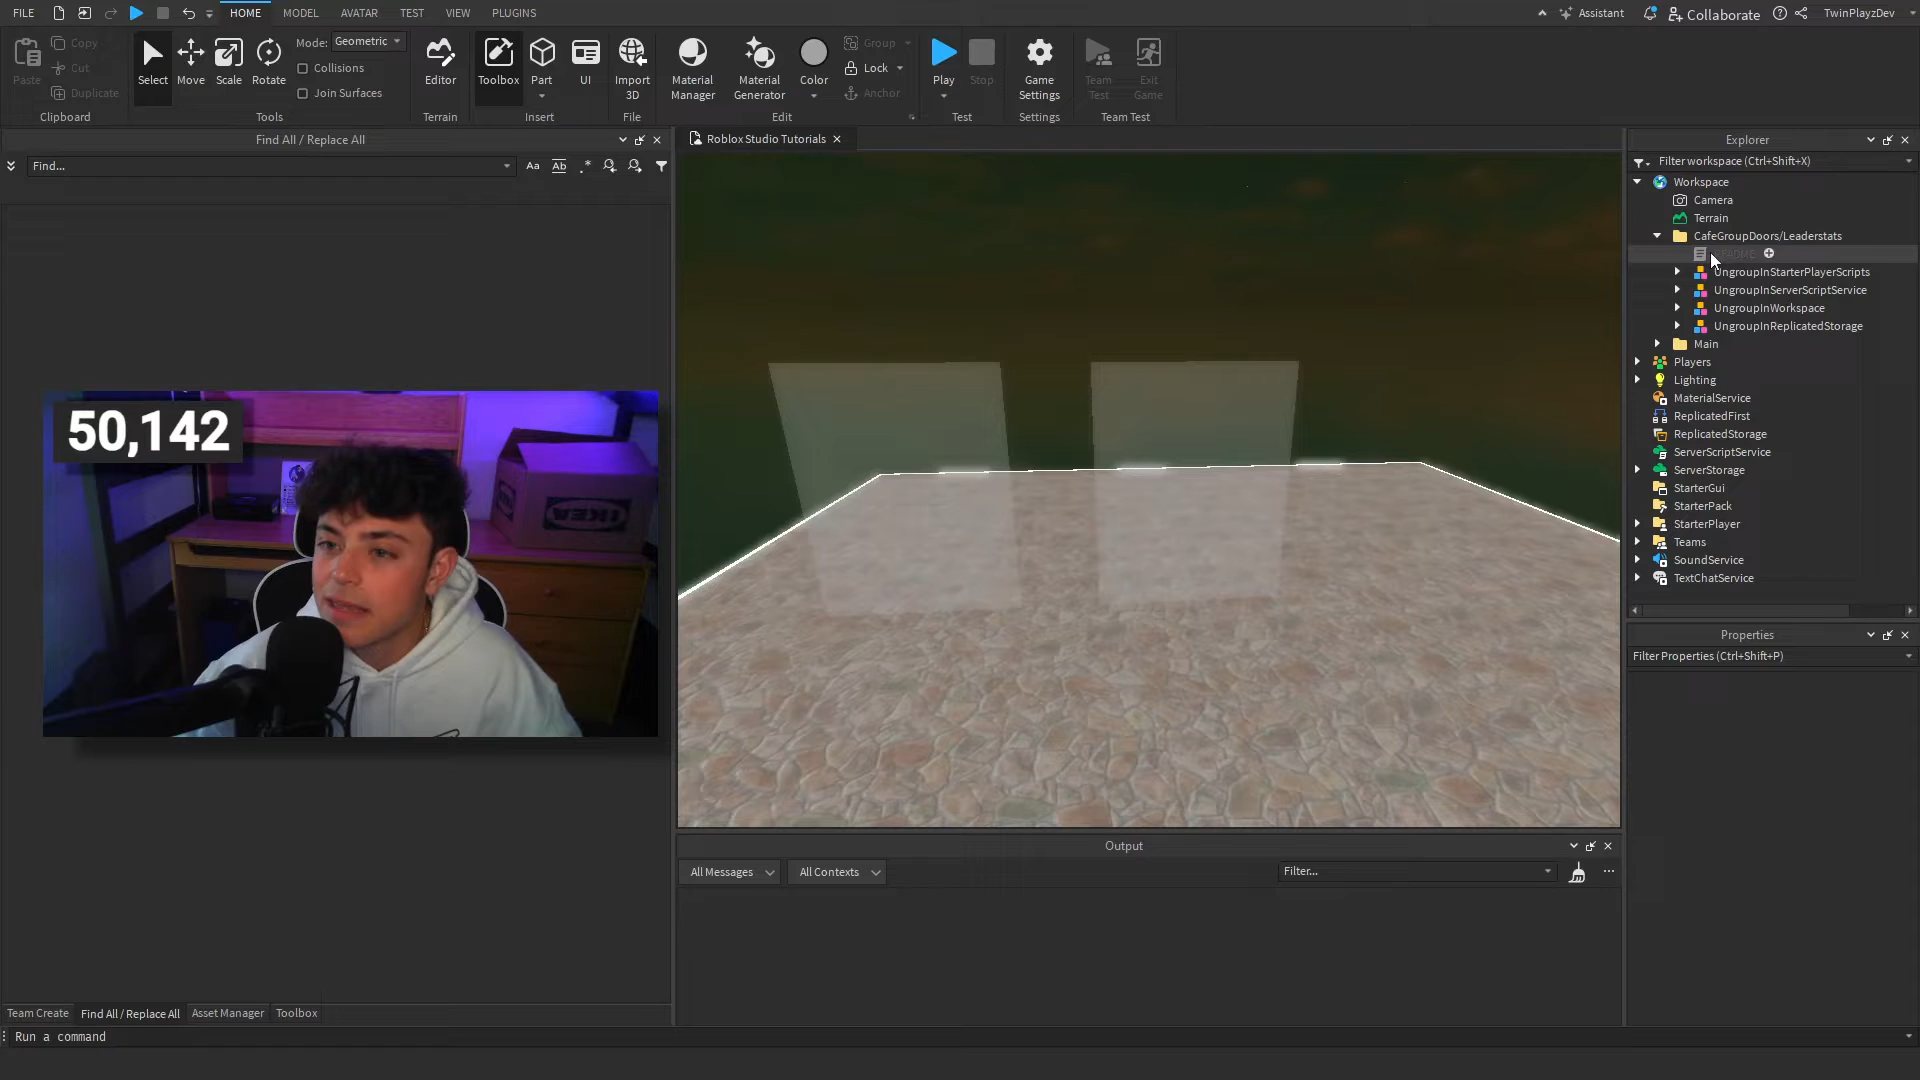 FILE
HOME
MODEL
AVATAR
TEST
VIEW
PLUGINS
Assistant
Collaborate
TwinPlayzDev
Paste
Copy
Cut
Duplicate
Clipboard
Select
Move
Scale
Rotate
Mode: Geometric
Collisions
Join Surfaces
Tools
Editor
Terrain
Toolbox
Part
UI
Insert
Import
3D
File
Material
Manager
Material
Generator
Color
Group
Lock
Anchor
Edit
Play
Stop
Test
Game
Settings
Settings
Team
Test
Exit
Game
Team Test
Find All / Replace All
Find...
Aa
Ab
.*
50,142
IKEA
Roblox Studio Tutorials
Output
All Messages
All Contexts
Filter...
Explorer
Filter workspace (Ctrl+Shift+X)
Workspace
Camera
Terrain
CafeGroupDoors/Leaderstats
UngroupInStarterPlayerScripts
UngroupInServerScriptService
UngroupInWorkspace
UngroupInReplicatedStorage
Main
Players
Lighting
MaterialService
ReplicatedFirst
ReplicatedStorage
ServerScriptService
ServerStorage
StarterGui
StarterPack
StarterPlayer
Teams
SoundService
TextChatService
Properties
Filter Properties (Ctrl+Shift+P)
Team Create
Find All / Replace All
Asset Manager
Toolbox
Run a command